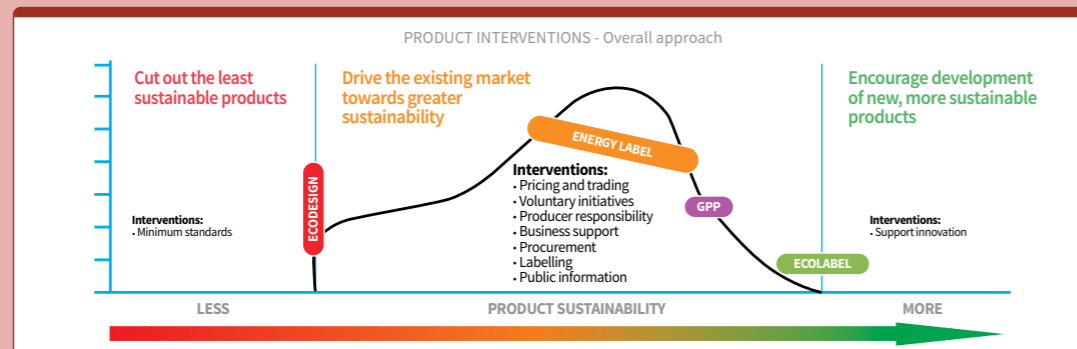 PRODUCT INTERVENTIONS - Overall approach
Cut out the least
sustainable products
Drive the existing market
towards greater
sustainability
Encourage development
of new, more sustainable
products
ECODESIGN
ENERGY LABEL
GPP
ECOLABEL
Interventions:
• Minimum standards
Interventions:
• Pricing and trading
• Voluntary initiatives
• Producer responsibility
• Business support
• Procurement
• Labelling
• Public information
Interventions:
• Support innovation
LESS
PRODUCT SUSTAINABILITY
MORE